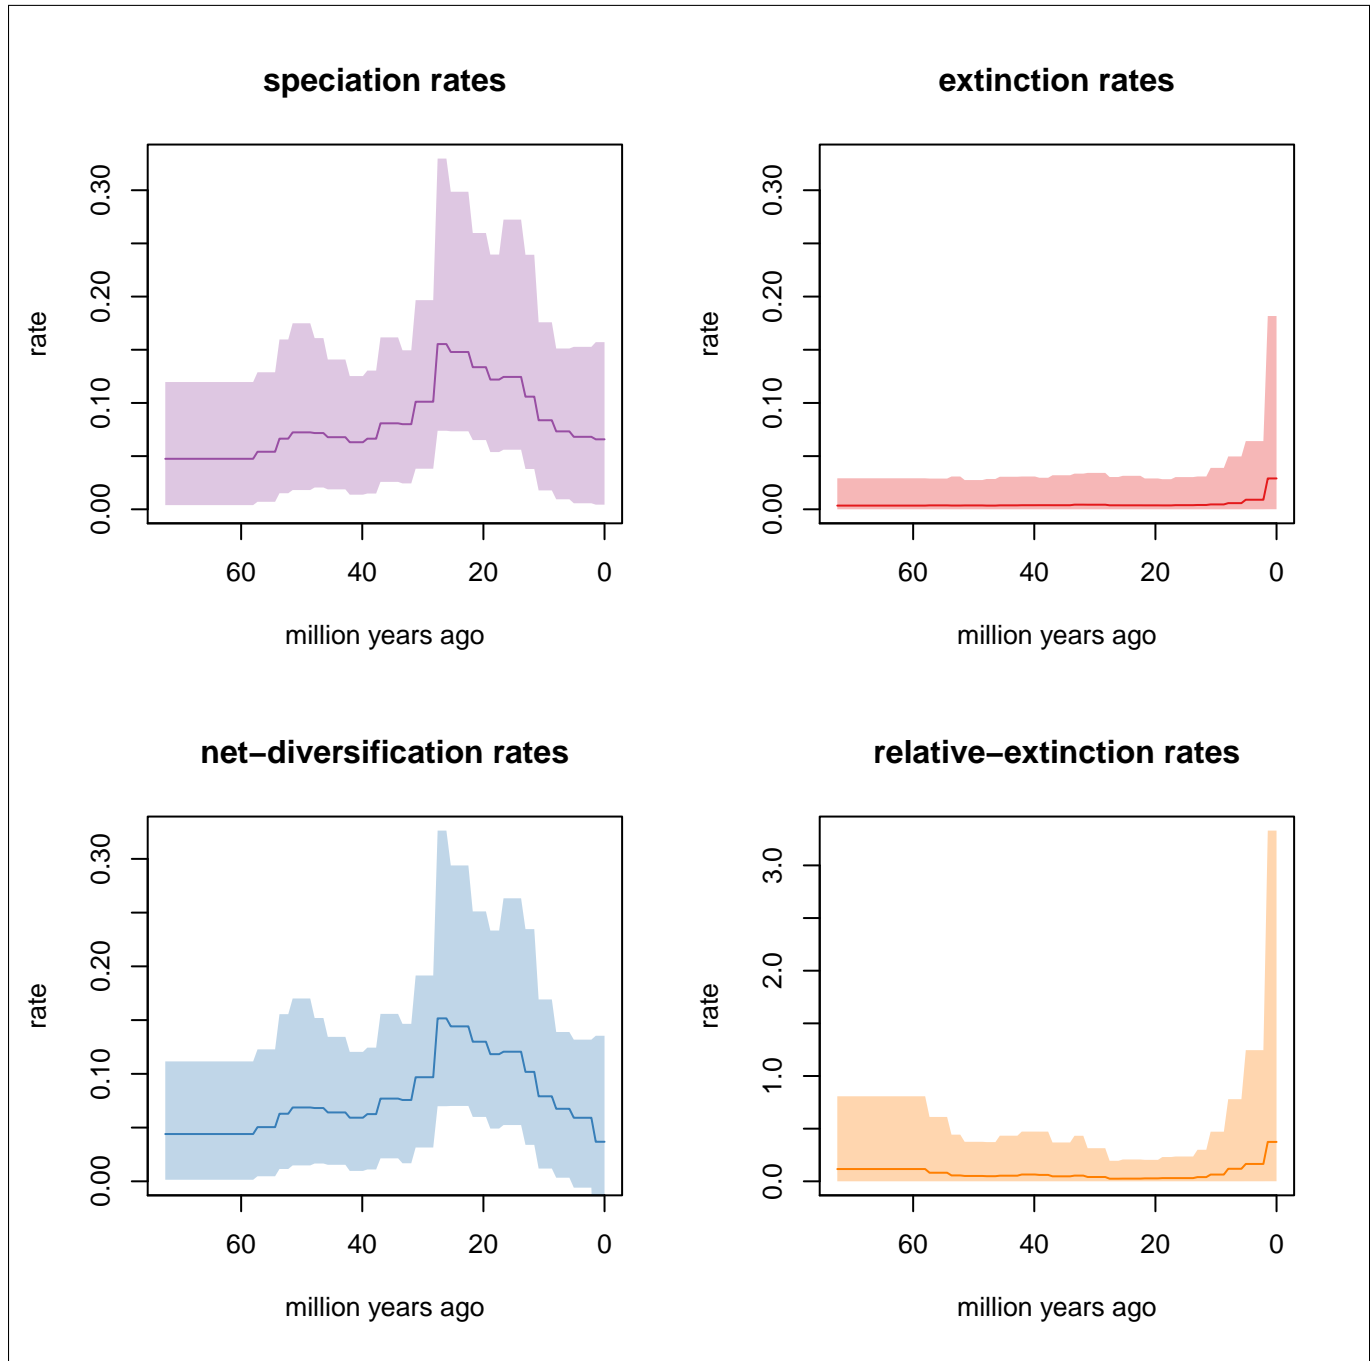 speciation rates
rate
0.30
0.20
0.10
0.00
60 40 20 0
million years ago
extinction rates
rate
0.30
0.20
0.10
0.00
60 40 20 0
million years ago
net−diversification rates
rate
0.30
0.20
0.10
0.00
60 40 20 0
million years ago
relative−extinction rates
rate
3.0
2.0
1.0
0.0
60 40 20 0
million years ago